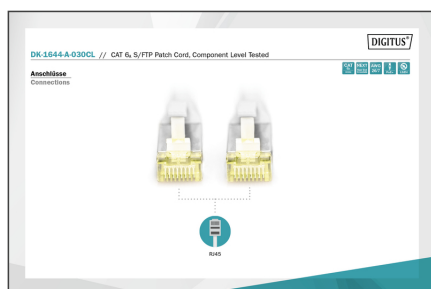 DIGITUS®
DK-1644-A-030CL // CAT 6A S/FTP Patch Cord, Component Level Tested
Anschlüsse
Connections
RJ45